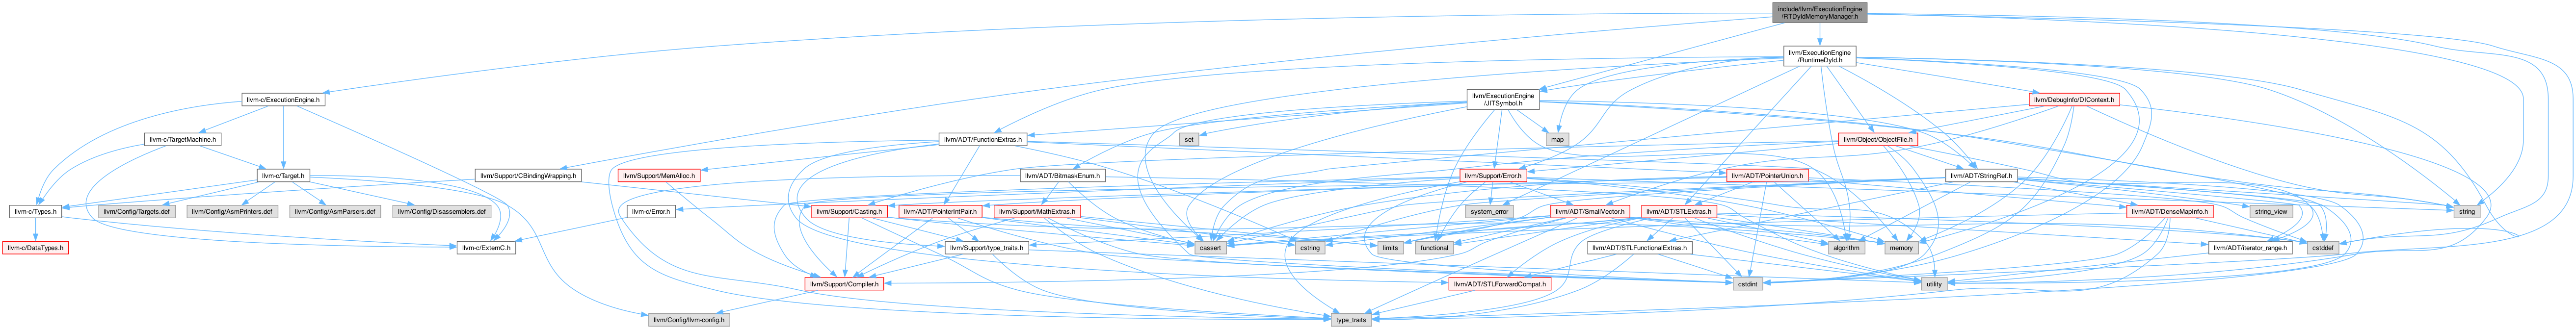 include/llvm/ExecutionEngine
/RTDyldMemoryManager.h
llvm/ExecutionEngine
/RuntimeDyld.h
llvm-c/ExecutionEngine.h
llvm/ExecutionEngine
/JITSymbol.h
llvm/DebugInfo/DIContext.h
llvm-c/TargetMachine.h
llvm/ADT/FunctionExtras.h
set
map
llvm/Object/ObjectFile.h
llvm-c/Target.h
llvm/Support/CBindingWrapping.h
llvm/Support/MemAlloc.h
llvm/ADT/BitmaskEnum.h
llvm/Support/Error.h
llvm/ADT/PointerUnion.h
llvm/ADT/StringRef.h
llvm-c/Types.h
llvm/Config/Targets.def
llvm/Config/AsmPrinters.def
llvm/Config/AsmParsers.def
llvm/Config/Disassemblers.def
llvm-c/Error.h
llvm/Support/Casting.h
llvm/ADT/PointerIntPair.h
llvm/Support/MathExtras.h
system_error
llvm/ADT/SmallVector.h
llvm/ADT/STLExtras.h
llvm/ADT/DenseMapInfo.h
string_view
string
llvm-c/DataTypes.h
llvm-c/ExternC.h
llvm/Support/type_traits.h
cassert
cstring
limits
functional
llvm/ADT/STLFunctionalExtras.h
algorithm
memory
llvm/ADT/iterator_range.h
cstddef
llvm/Support/Compiler.h
llvm/ADT/STLForwardCompat.h
cstdint
utility
llvm/Config/llvm-config.h
type_traits